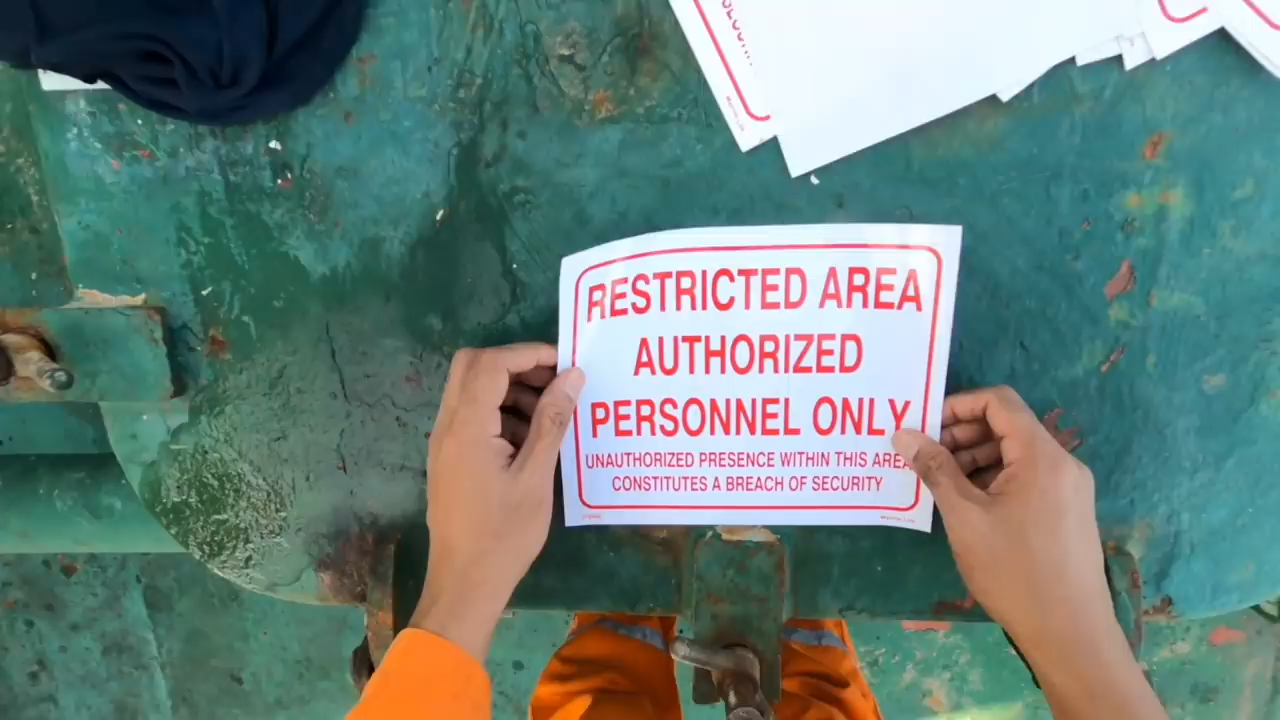 RESTRICTED AREA
AUTHORIZED
PERSONNEL ONLY
UNAUTHORIZED PRESENCE WITHIN THIS AREA
CONSTITUTES A BREACH OF SECURITY